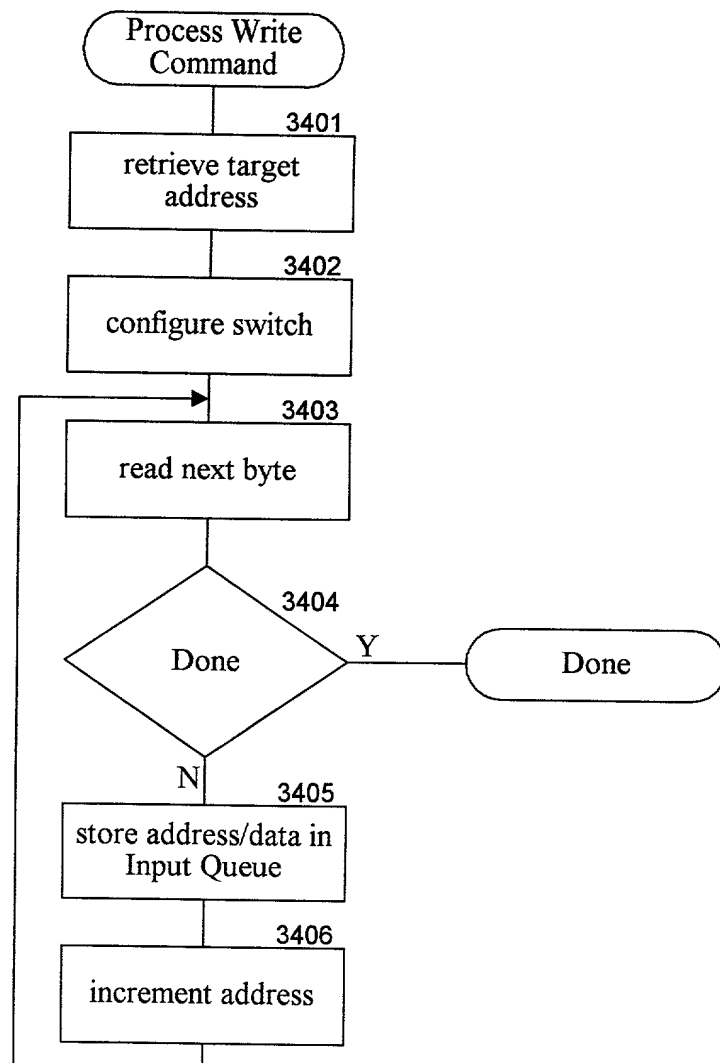 Process Write
Command
3401
retrieve target
address
3402
configure switch
3403
read next byte
3404
Done
Y
Done
N
3405
store address/data in
Input Queue
3406
increment address